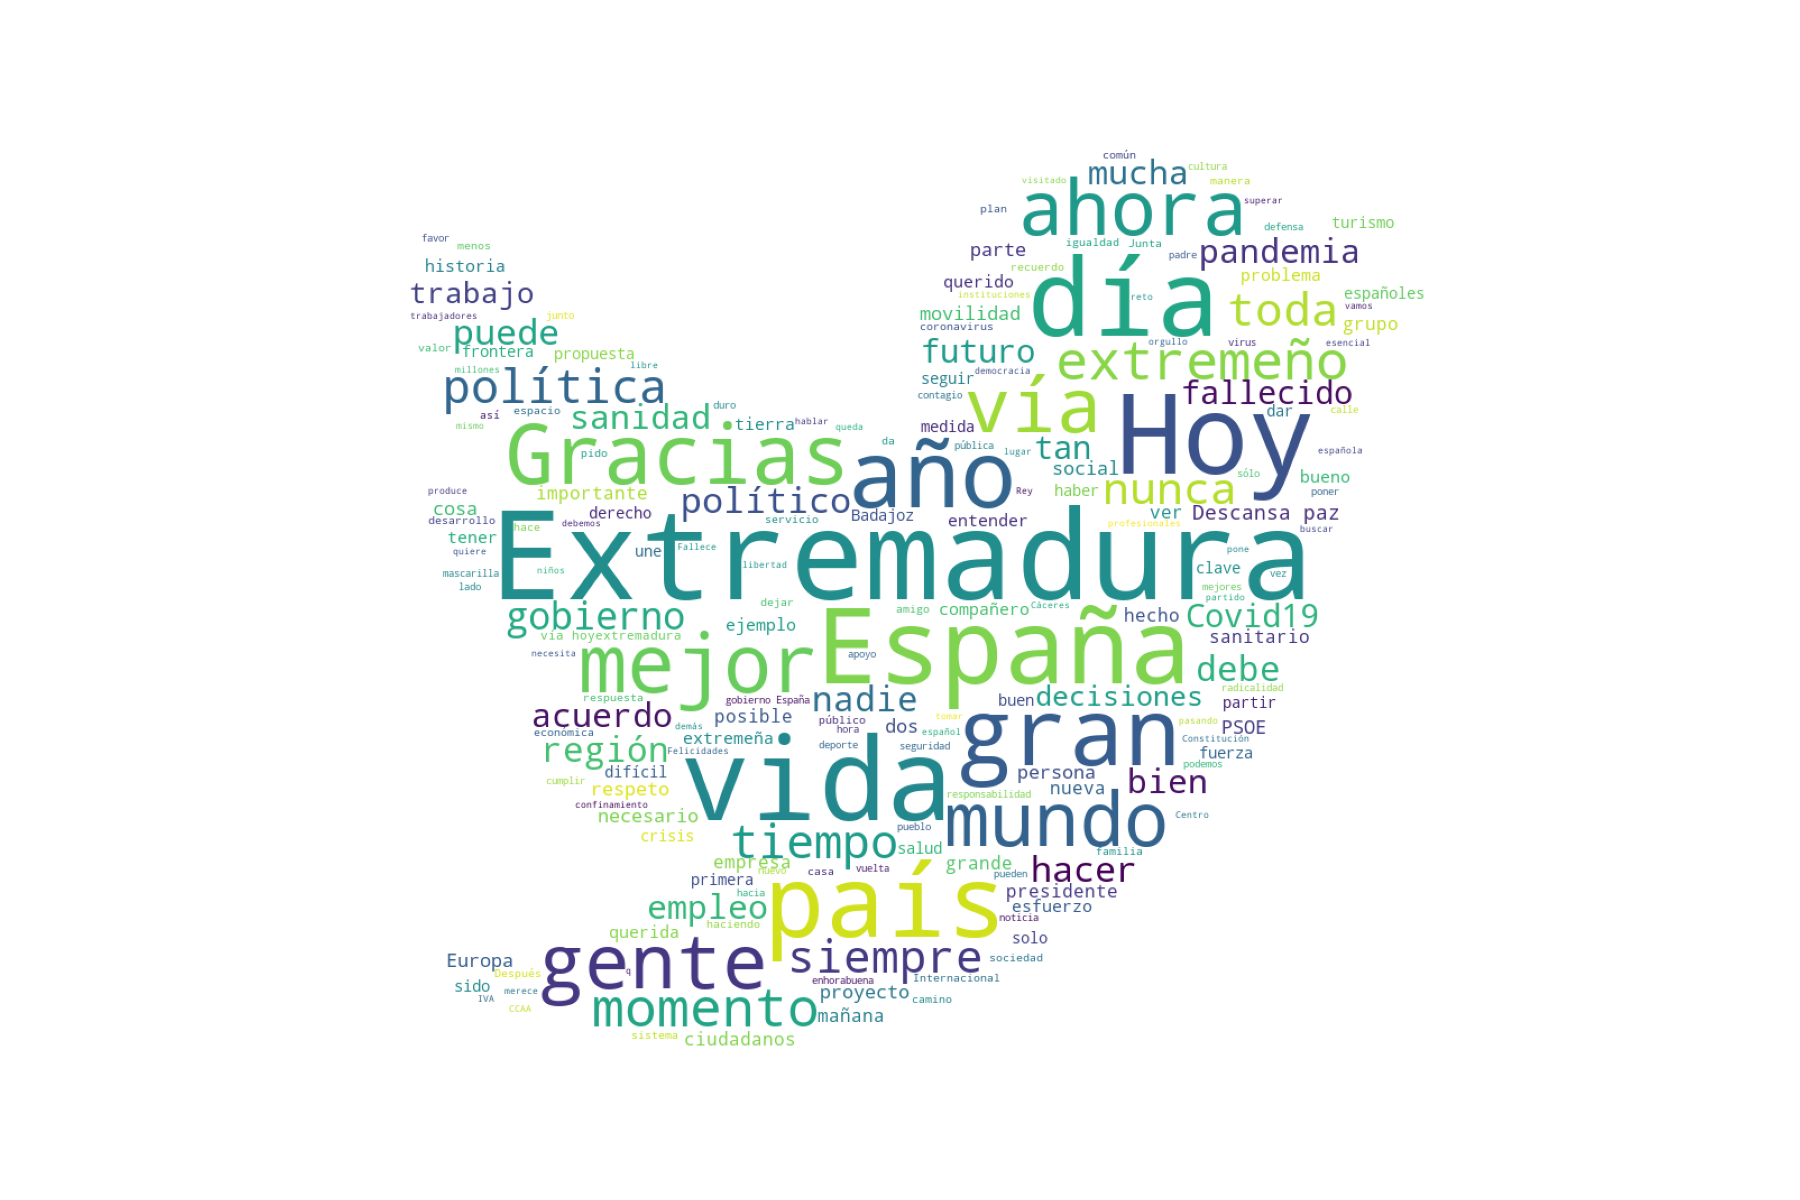 común
mucha
cultura
visitado
manera
ahora
superar
plan
defensa
turismo
favor
menos
parte
igualdad
Junta
padre
pandemia
historia
recuerdo
día
problema
querido
trabajo
instituciones
reto
toda
españoles
vamos
trabajadores
junto
movilidad
grupo
puede
coronavirus
valor
frontera
propuesta
futuro
orgullo
virus
esencial
libre
extremeño
millones
seguir
democracia
política
contagio
vía
fallecido
así
espacio
sanidad
duro
dar
calle
mismo
tierra
hablar
queda
medida
Hoy
Gracias
da
año
pública
lugar
tan
española
pido
social
sólo
bueno
produce
importante
político
Rey
haber
nunca
poner
cosa
desarrollo
hace
debemos
derecho
servicio
Badajoz
entender
profesionales
ver
Descansa paz
buscar
tener
Extremadura
quiere
une
Fallece
pone
mascarilla
niños
libertad
clave
vez
lado
mejores
partido
gobierno
dejar
amigo
compañero
Cáceres
hecho
Covid19
vía hoyextremadura
ejemplo
España
sanitario
necesita
mejor
apoyo
debe
respuesta
gobierno España
nadie
buen
decisiones
radicalidad
partir
acuerdo
demás
posible
público
dos
tomar
gran
pasando
PSOE
económica
hora
español
Constitución
región
extremeña
Felicidades
deporte
seguridad
fuerza
difícil
vida
persona
podemos
cumplir
respeto
nueva
bien
confinamiento
responsabilidad
necesario
mundo
Centro
crisis
tiempo
pueblo
salud
familia
empresa
nuevo
casa
vuelta
grande
pueden
hacer
primera
hacia
país
presidente
empleo
haciendo
esfuerzo
noticia
querida
solo
Europa
Después
gente
q
siempre
sociedad
sido
merece
enhorabuena
Internacional
IVA
momento
proyecto
camino
CCAA
mañana
sistema
ciudadanos